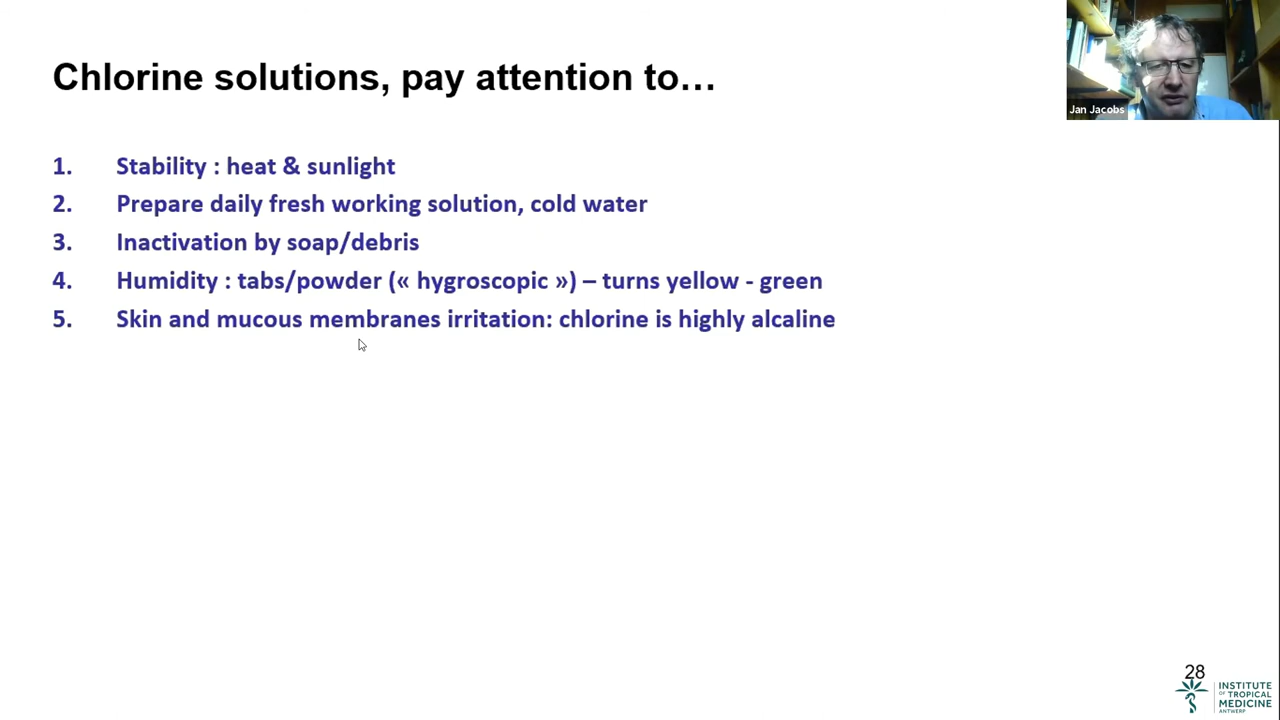 Chlorine solutions, pay attention to…
Jan Jacobs
1. Stability : heat & sunlight
2. Prepare daily fresh working solution, cold water
3. Inactivation by soap/debris
4. Humidity : tabs/powder (« hygroscopic ») – turns yellow - green
5. Skin and mucous membranes irritation: chlorine is highly alcaline
28
INSTITUTE
OF TROPICAL
MEDICINE
ANTWERP